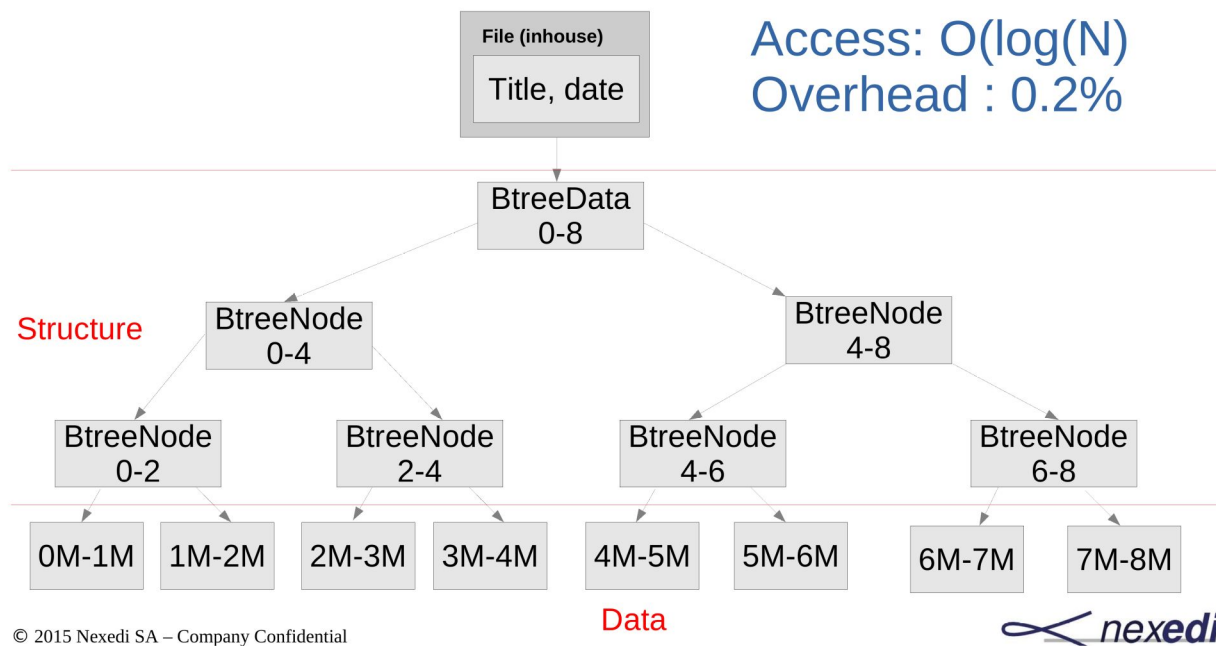 File (inhouse)
Title, date
Access: O(log(N)
Overhead : 0.2%
BtreeData
0-8
Structure
BtreeNode
0-4
BtreeNode
4-8
BtreeNode
0-2
BtreeNode
2-4
BtreeNode
4-6
BtreeNode
6-8
0M-1M
1M-2M
2M-3M
3M-4M
4M-5M
5M-6M
6M-7M
7M-8M
Data
© 2015 Nexedi SA – Company Confidential
nexedi